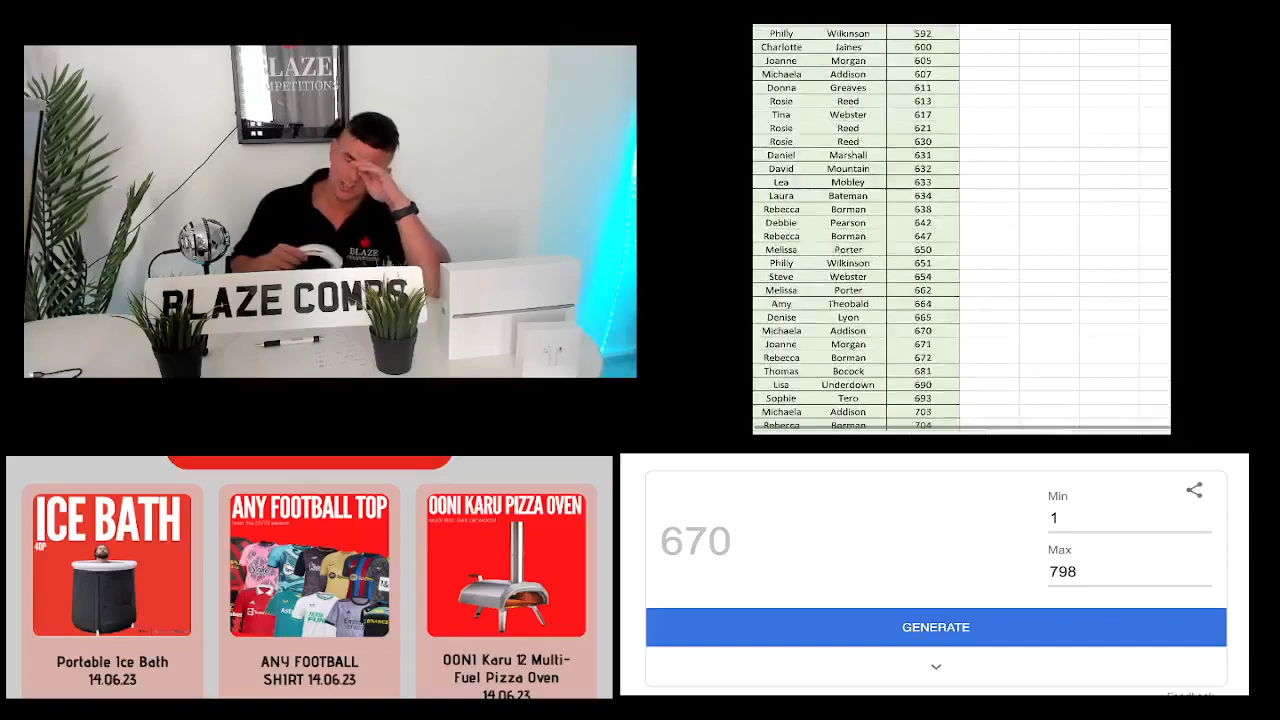 BLAZE
COMPETITIONS
BLAZE
BLAZE COMPS
Philly Wilkinson 592
Charlotte Jaines 600
Joanne Morgan 605
Michaela Addison 607
Donna Greaves 611
Rosie Reed 613
Tina Webster 617
Rosie Reed 621
Rosie Reed 630
Daniel Marshall 631
David Mountain 632
Lea Mobley 633
Laura Bateman 634
Rebecca Borman 638
Debbie Pearson 642
Rebecca Borman 647
Melissa Porter 650
Philly Wilkinson 651
Steve Webster 654
Melissa Porter 662
Amy Theobald 664
Denise Lyon 665
Michaela Addison 670
Joanne Morgan 671
Rebecca Borman 672
Thomas Bocock 681
Lisa Underdown 690
Sophie Tero 693
Michaela Addison 703
Rebecca Borman 704
ICE BATH
40P
Portable Ice Bath
14.06.23
ANY FOOTBALL TOP
ANY FOOTBALL
SHIRT 14.06.23
OONI KARU PIZZA OVEN
OONI Karu 12 Multi-
Fuel Pizza Oven
14.06.23
670
Min
1
Max
798
GENERATE
Feedback